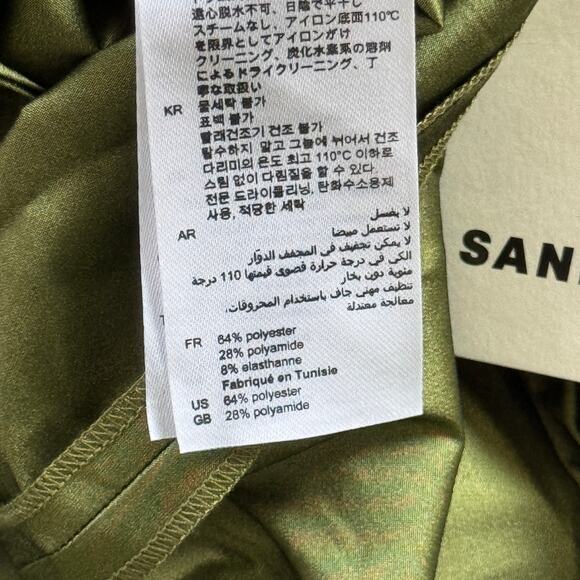 遠心脱水不可、日陰で平干し
スチームなし、アイロン底面110℃
を限界としてアイロンがけ
クリーニング、炭化水素系の溶剤
によるドライクリーニング、丁
寧な取扱い
KR 물세탁 불가
표백 불가
빨래건조기 건조 불가
탈수하지 말고 그늘에 뉘어서 건조
다리미의 온도 최고 110°C 이하로
스팀 없이 다림질을 할 수 있다
전문 드라이클리닝, 탄화수소용제
사용, 적당한 세탁
AR لا يغسل
لا تستعمل مبيضا
لا يمكن تجفيف في المجفف الدوّار
الكي في درجة حرارة قصوى قيمتها 110 درجة
مئوية دون بخار
تنظيف مهني جاف باستخدام المحروقات.
معالجة معتدلة
FR 64% polyester
28% polyamide
8% elasthanne
Fabriqué en Tunisie
US 64% polyester
GB 28% polyamide
SAN